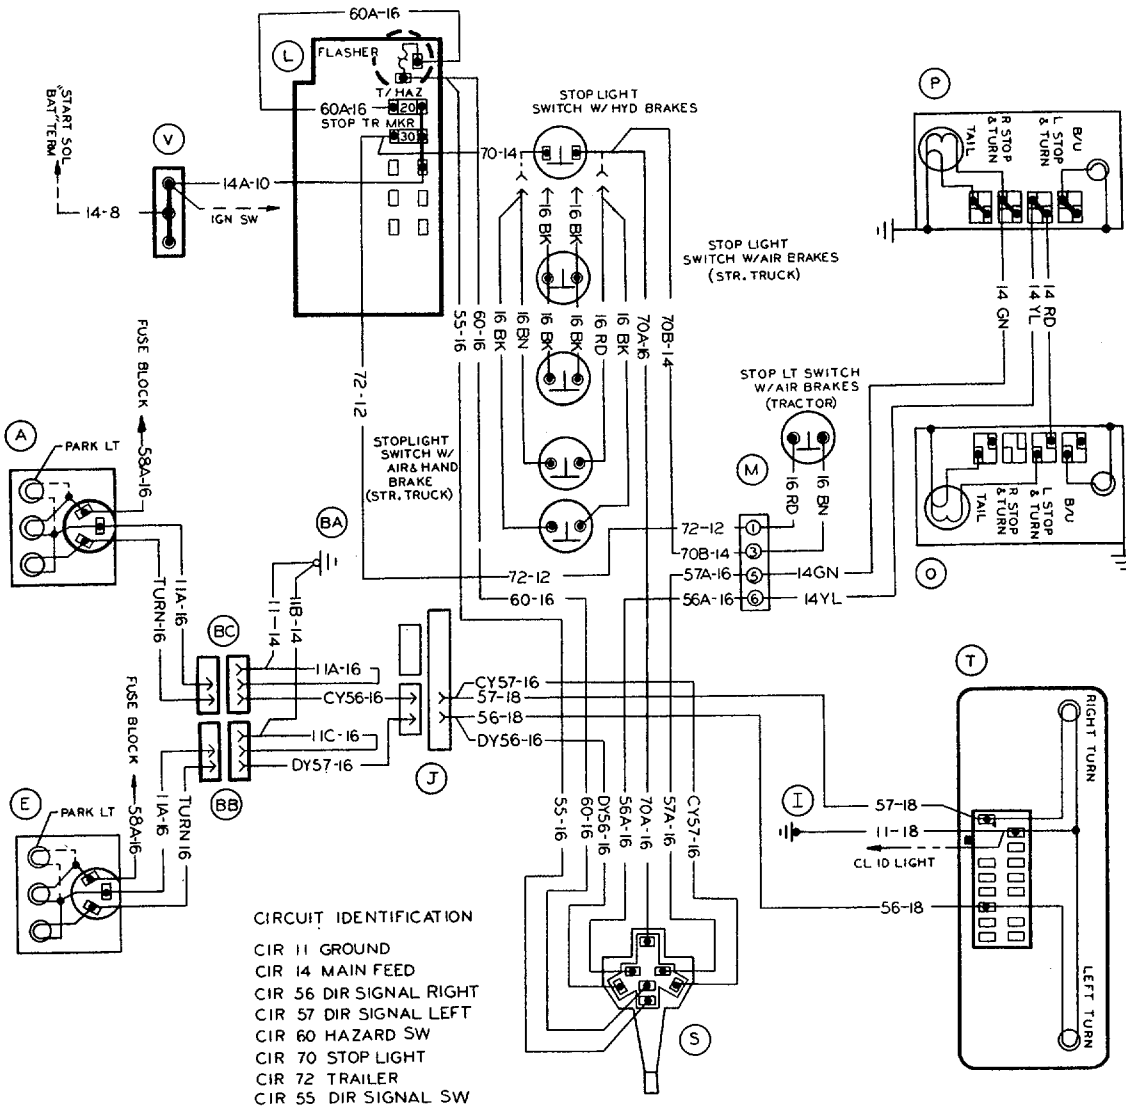 60A-16
L
FLASHER
T/HAZ
60A-16
20
STOP TR MKR
30
"START SOL
BAT" TERM
V
14A-10
14-8
IGN SW
70-14
STOP LIGHT
SWITCH W/HYD BRAKES
16 BK
16 BK
STOP LIGHT
SWITCH W/AIR BRAKES
(STR. TRUCK)
P
TAIL
R STOP
& TURN
L STOP
& TURN
B/U
14 GN
14 YL
14 RD
FUSE BLOCK
58A-16
55-16
60-16
16 BK
16 BN
16 BK
16 BK
16 RD
16 BK
70A-16
70B-14
72-12
A
PARK LT
STOPLIGHT
SWITCH W/
AIR & HAND
BRAKE
(STR. TRUCK)
STOP LT SWITCH
W/AIR BRAKES
(TRACTOR)
16 RD
16 BN
M
72-12
1
70B-14
3
57A-16
5
14GN
56A-16
6
14YL
TAIL
R STOP
& TURN
L STOP
& TURN
B/U
O
BA
72-12
60-16
11A-16
TURN-16
11-14
11B-14
BC
11A-16
CY56-16
11C-16
DY57-16
BB
J
CY57-16
57-18
56-18
DY56-16
FUSE BLOCK
58A-16
11A-16
TURN 16
E
PARK LT
55-16
60-16
DY56-16
56A-16
70A-16
57A-16
CY57-16
T
RIGHT TURN
I
57-18
11-18
CL ID LIGHT
56-18
LEFT TURN
S
CIRCUIT IDENTIFICATION
CIR 11 GROUND
CIR 14 MAIN FEED
CIR 56 DIR SIGNAL RIGHT
CIR 57 DIR SIGNAL LEFT
CIR 60 HAZARD SW
CIR 70 STOP LIGHT
CIR 72 TRAILER
CIR 55 DIR SIGNAL SW